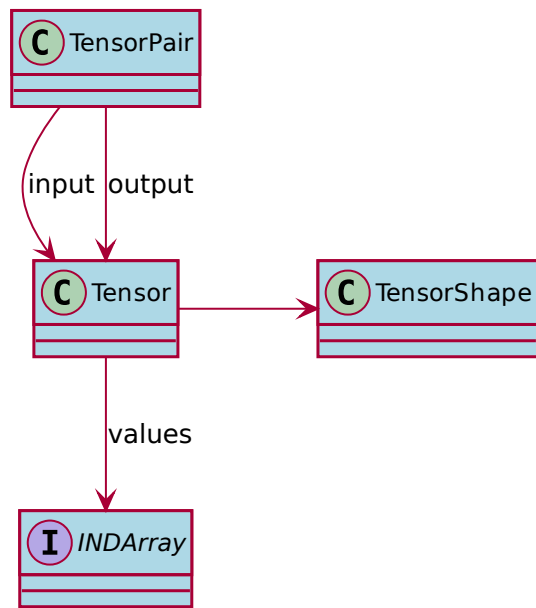 C TensorPair
input output
C Tensor
C TensorShape
values
I INDArray